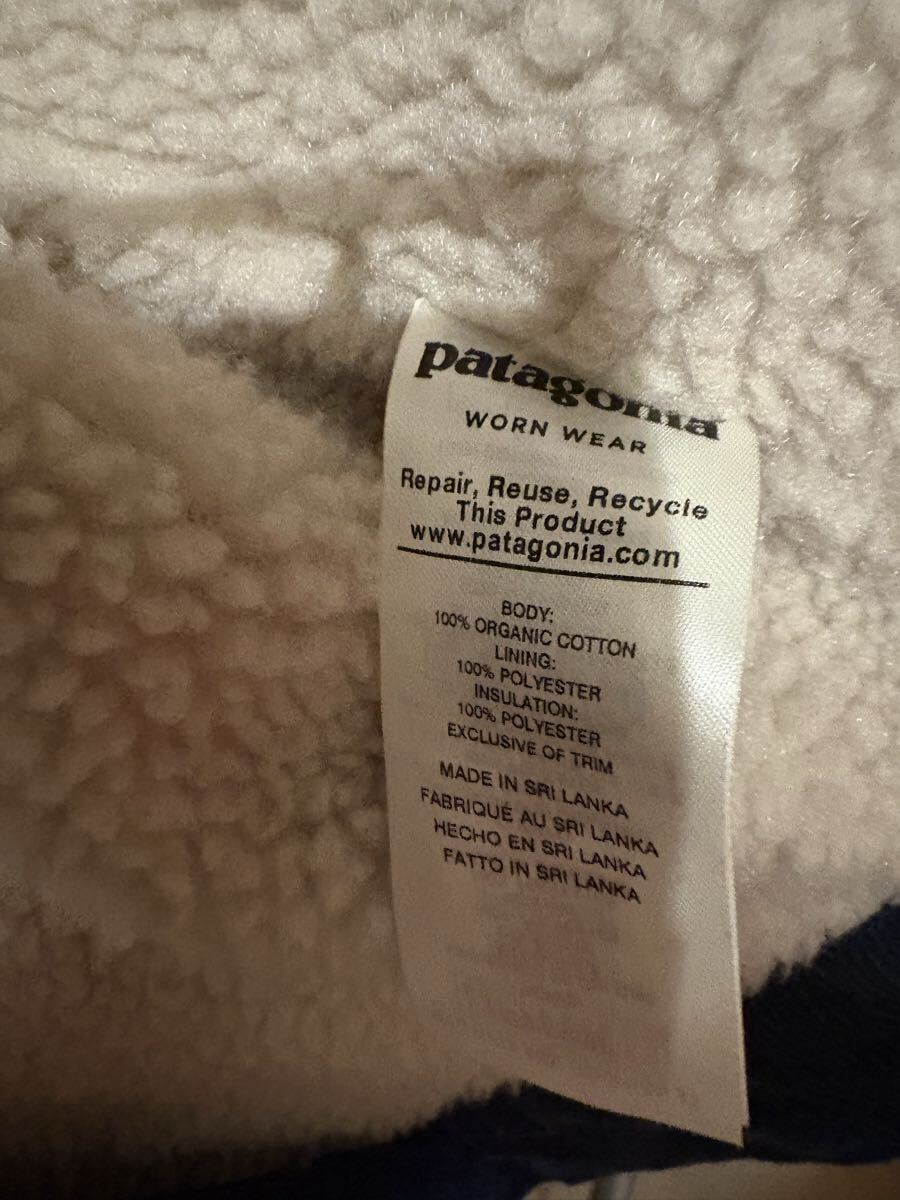 patagonia
WORN WEAR
Repair, Reuse, Recycle
This Product
www.patagonia.com
BODY:
100% ORGANIC COTTON
LINING:
100% POLYESTER
INSULATION:
100% POLYESTER
EXCLUSIVE OF TRIM
MADE IN SRI LANKA
FABRIQUÉ AU SRI LANKA
HECHO EN SRI LANKA
FATTO IN SRI LANKA